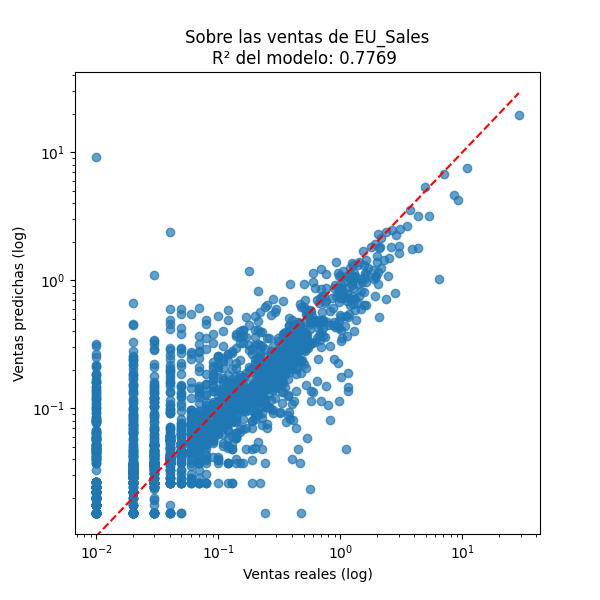 Sobre las ventas de EU_Sales
R² del modelo: 0.7769
Ventas predichas (log)
10¹
10⁰
10⁻¹
10⁻²
10⁻¹
10⁰
10¹
Ventas reales (log)